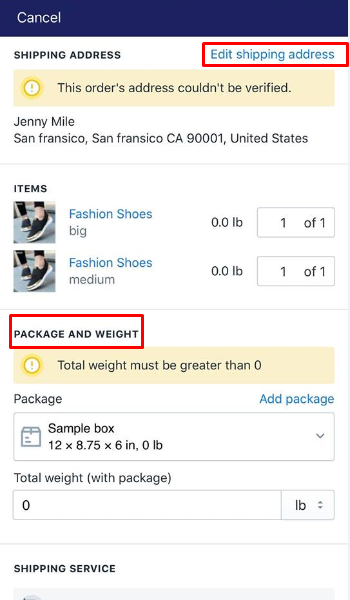 Cancel
SHIPPING ADDRESS Edit shipping address
This order's address couldn't be verified.
Jenny Mile
San fransico, San fransico CA 90001, United States
ITEMS
Fashion Shoes 0.0 lb 1 of 1
big
Fashion Shoes 0.0 lb 1 of 1
medium
PACKAGE AND WEIGHT
Total weight must be greater than 0
Package Add package
Sample box
12 × 8.75 × 6 in, 0 lb
Total weight (with package)
0 lb
SHIPPING SERVICE